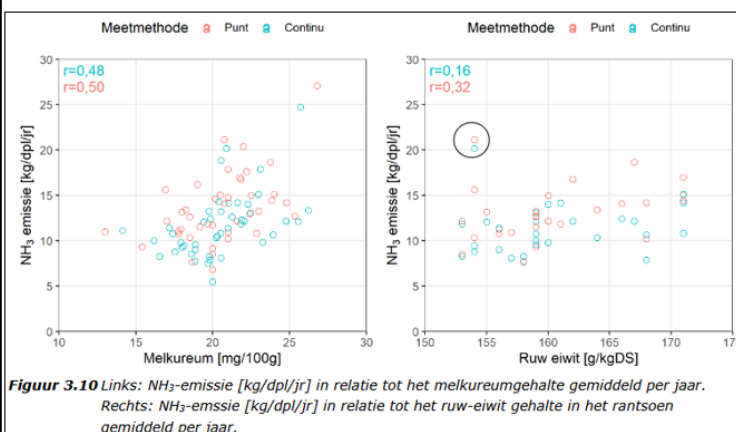 Meetmethode Punt Continu
Meetmethode Punt Continu
30
25
20
15
10
5
0
NH₃ emissie [kg/dpl/jr]
r=0,48
r=0,50
10 15 20 25 30
Melkureum [mg/100g]
30
25
20
15
10
5
0
NH₃ emissie [kg/dpl/jr]
r=0,16
r=0,32
150 155 160 165 170 17
Ruw eiwit [g/kgDS]
Figuur 3.10 Links: NH₃-emissie [kg/dpl/jr] in relatie tot het melkureumgehalte gemiddeld per jaar.
Rechts: NH₃-emssie [kg/dpl/jr] in relatie tot het ruw-eiwit gehalte in het rantsoen
gemiddeld per jaar.